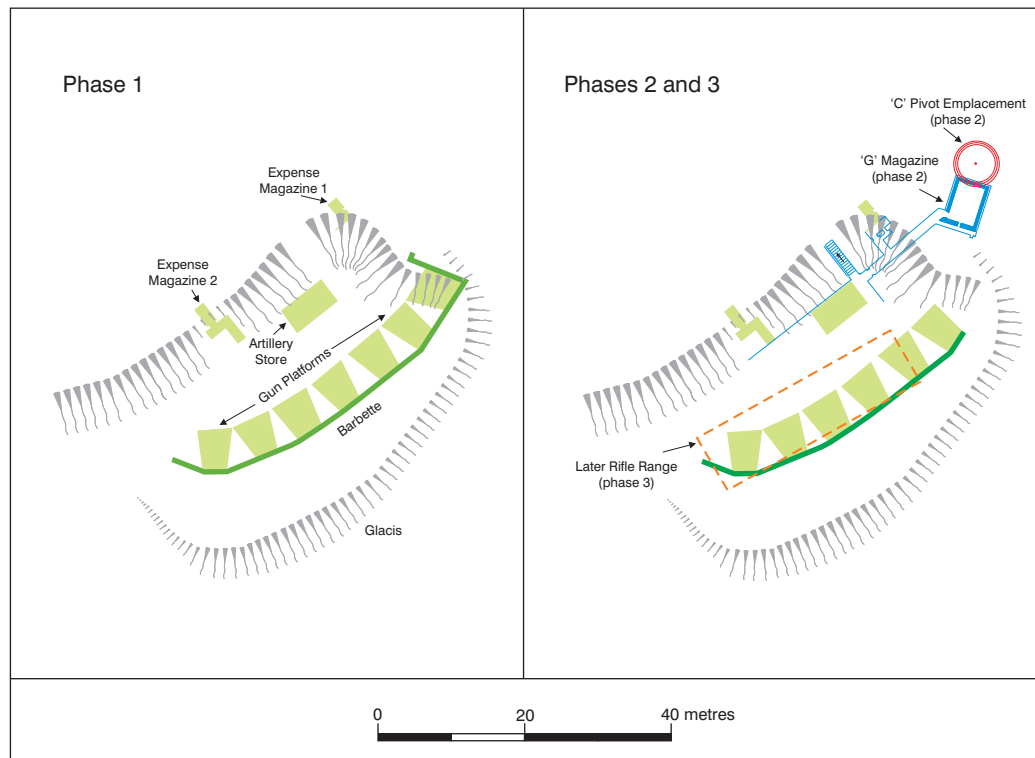 Phase 1
Expense
Magazine 1
Expense
Magazine 2
Artillery
Store
Gun Platforms
Barbette
Glacis
Phases 2 and 3
‘C’ Pivot Emplacement
(phase 2)
‘G’ Magazine
(phase 2)
Later Rifle Range
(phase 3)
0 20 40 metres